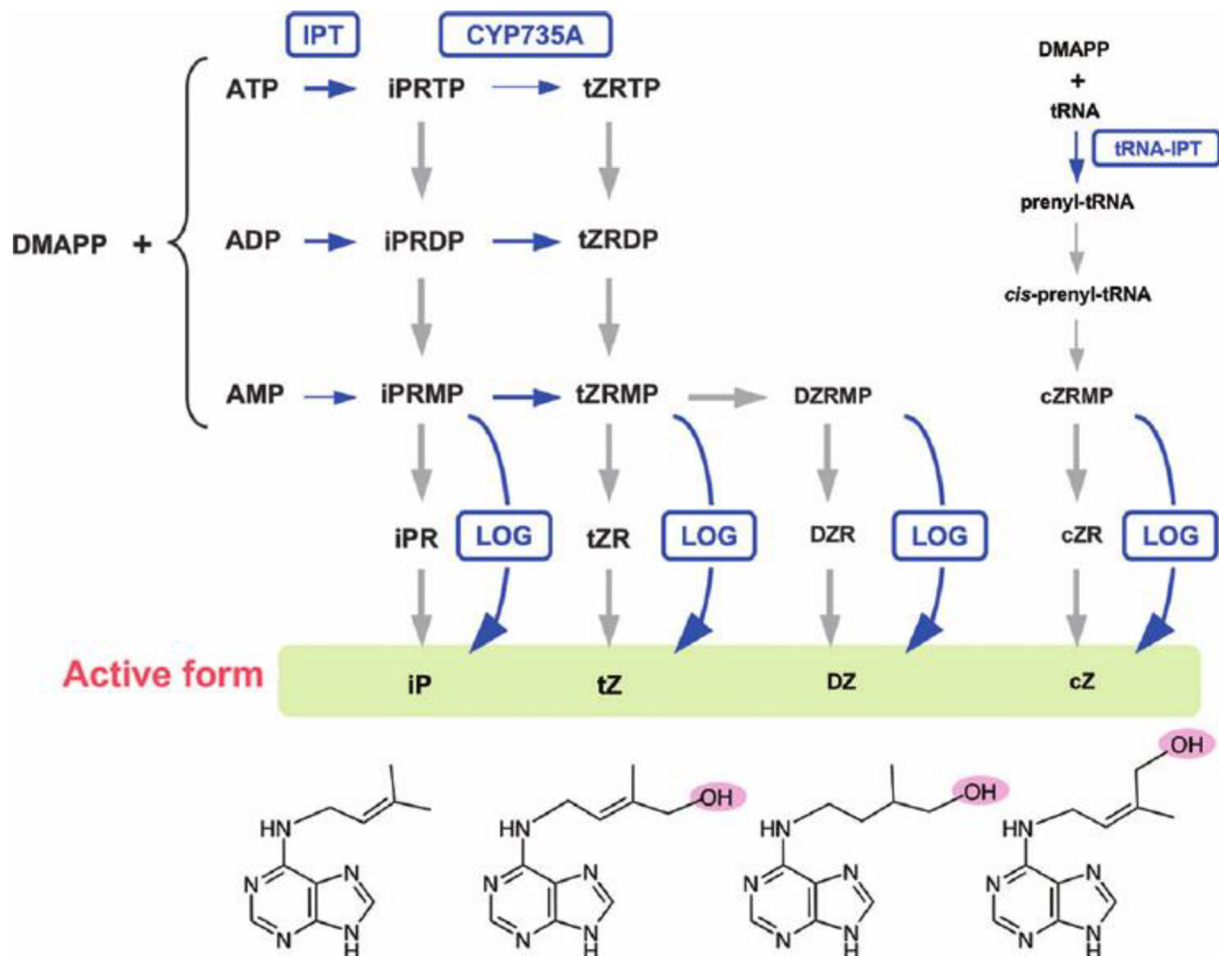 IPT CYP735A
DMAPP
+
tRNA
ATP iPRTP tZRTP
tRNA-IPT
prenyl-tRNA
DMAPP + ADP iPRDP tZRDP
cis-prenyl-tRNA
AMP iPRMP tZRMP DZRMP cZRMP
iPR LOG tZR LOG DZR LOG cZR LOG
Active form iP tZ DZ cZ
OH
OH
OH
HN HN HN HN
N N N N N N N N
N N H N N H N N H N N H